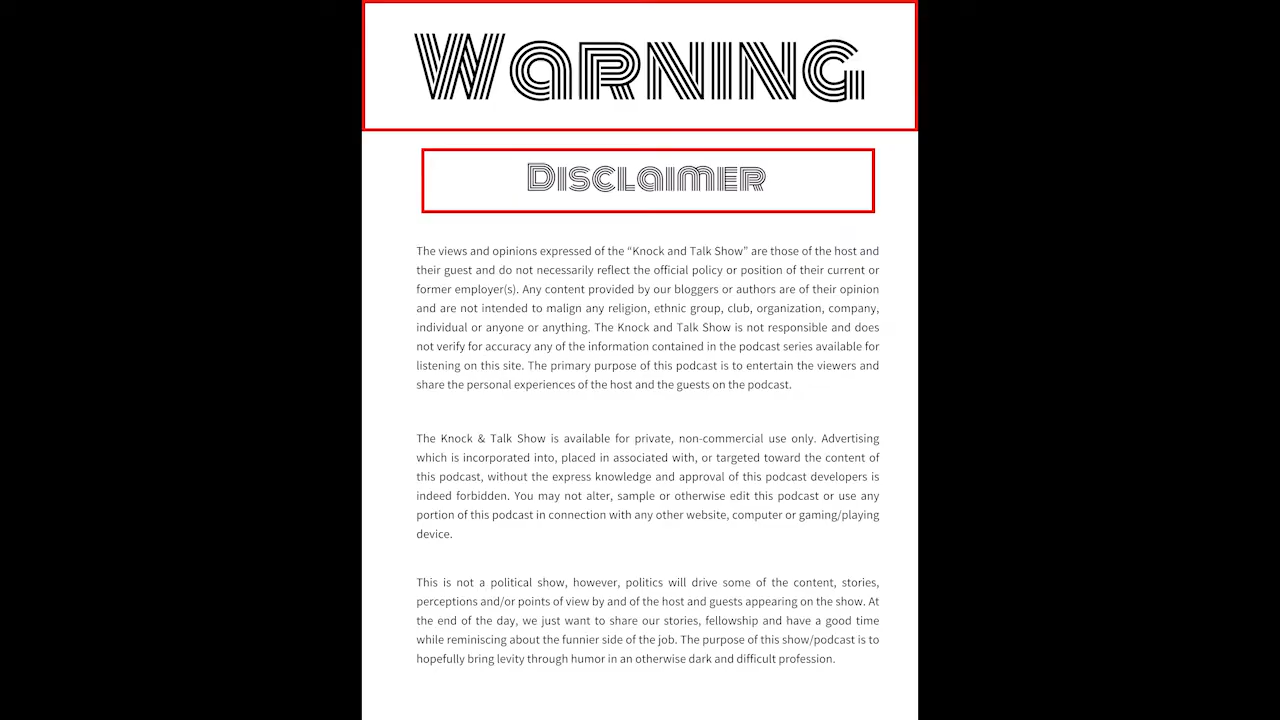 Warning
Disclaimer
The views and opinions expressed of the “Knock and Talk Show” are those of the host and
their guest and do not necessarily reflect the official policy or position of their current or
former employer(s). Any content provided by our bloggers or authors are of their opinion
and are not intended to malign any religion, ethnic group, club, organization, company,
individual or anyone or anything. The Knock and Talk Show is not responsible and does
not verify for accuracy any of the information contained in the podcast series available for
listening on this site. The primary purpose of this podcast is to entertain the viewers and
share the personal experiences of the host and the guests on the podcast.
The Knock & Talk Show is available for private, non-commercial use only. Advertising
which is incorporated into, placed in associated with, or targeted toward the content of
this podcast, without the express knowledge and approval of this podcast developers is
indeed forbidden. You may not alter, sample or otherwise edit this podcast or use any
portion of this podcast in connection with any other website, computer or gaming/playing
device.
This is not a political show, however, politics will drive some of the content, stories,
perceptions and/or points of view by and of the host and guests appearing on the show. At
the end of the day, we just want to share our stories, fellowship and have a good time
while reminiscing about the funnier side of the job. The purpose of this show/podcast is to
hopefully bring levity through humor in an otherwise dark and difficult profession.